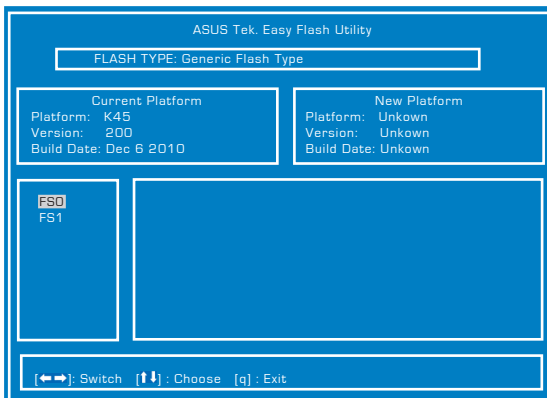 ASUS Tek. Easy Flash Utility
FLASH TYPE: Generic Flash Type
Current Platform
Platform: K45
Version: 200
Build Date: Dec 6 2010
New Platform
Platform: Unkown
Version: Unkown
Build Date: Unkown
FS0
FS1
[←→]: Switch [↑↓] : Choose [q] : Exit